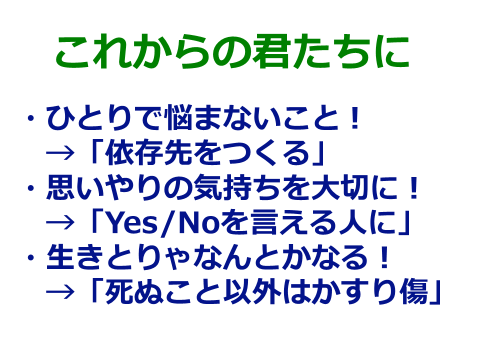 これからの君たちに
・ひとりで悩まないこと！
→「依存先をつくる」
・思いやりの気持ちを大切に！
→「Yes/Noを言える人に」
・生きとりゃなんとかなる！
→「死ぬこと以外はかすり傷」